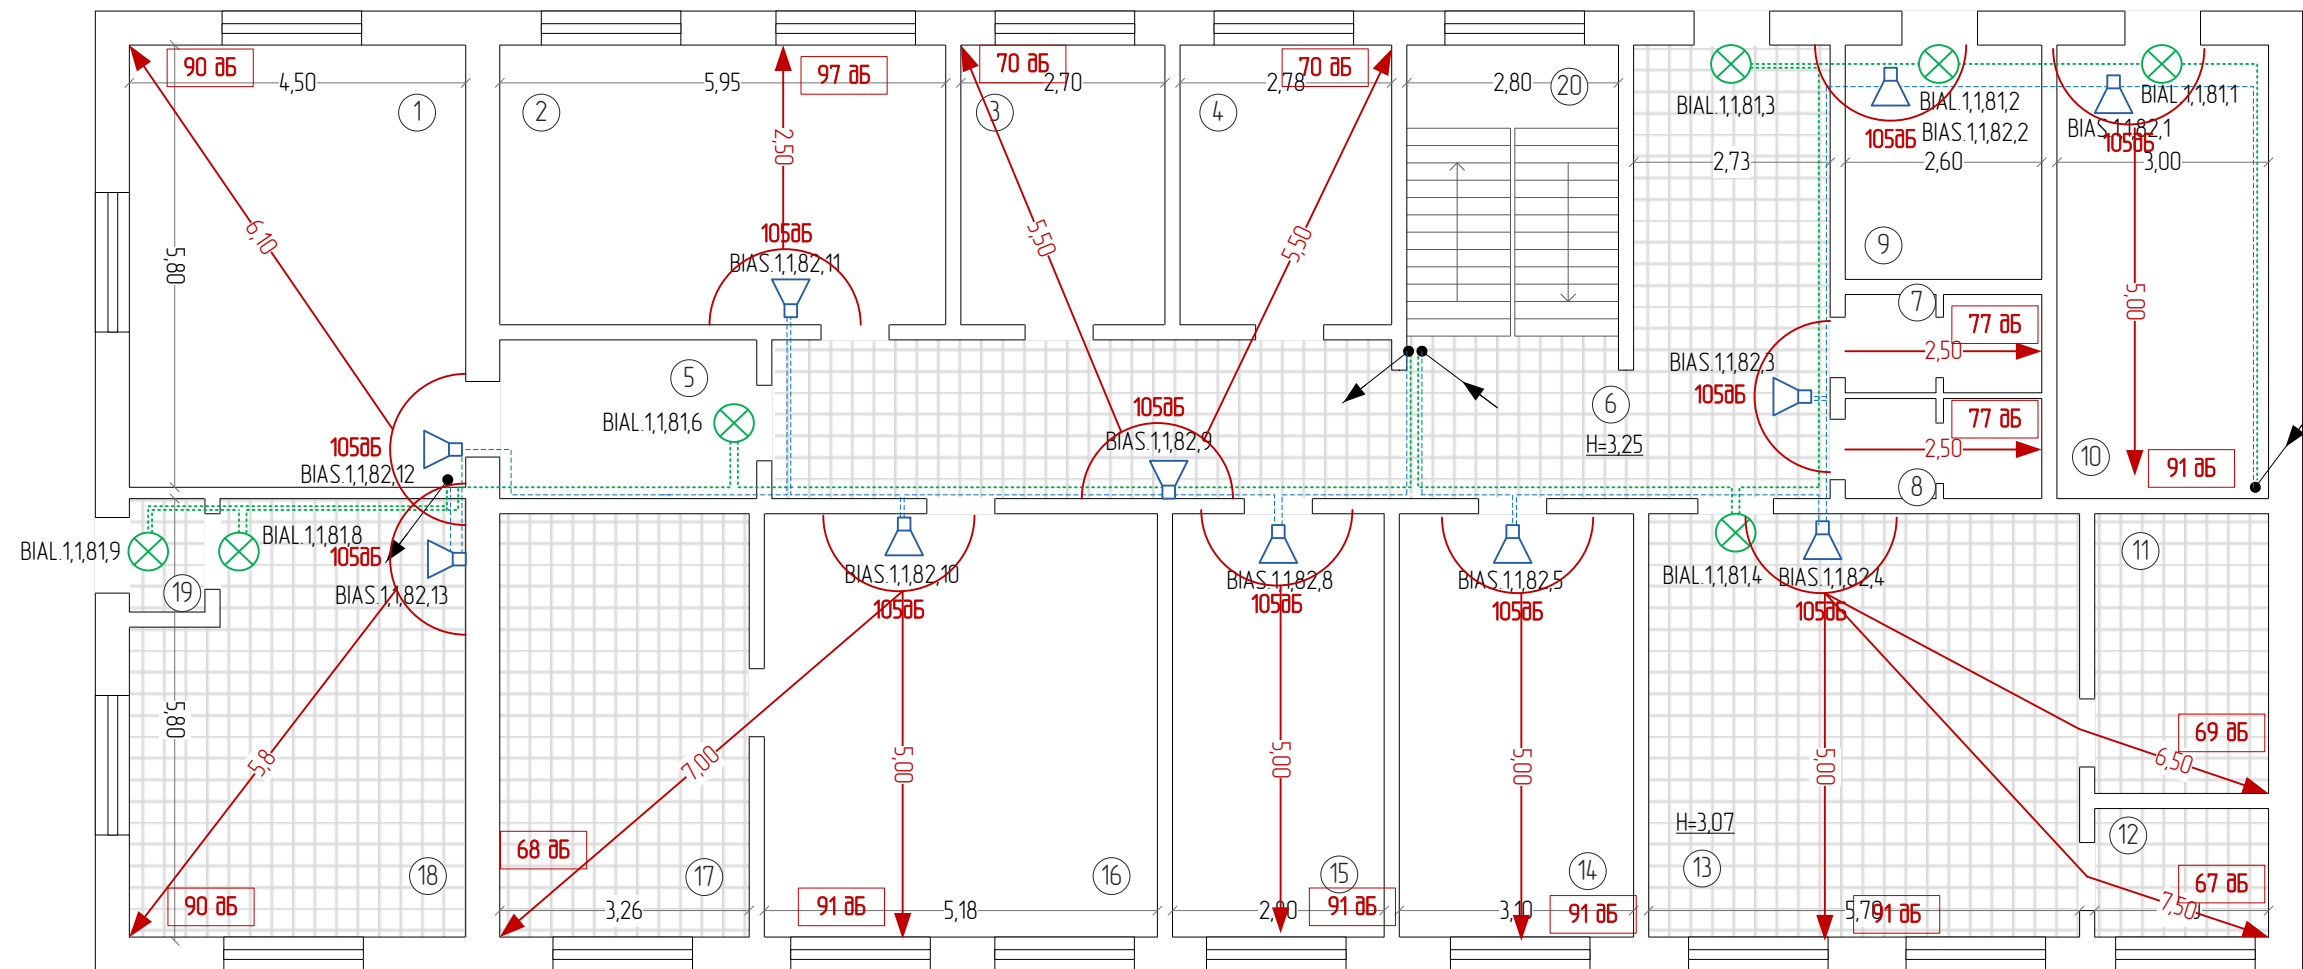 90 дБ
4,50
1
5,80
6,10
105дБ
BIAS.1,1,82,12
2
5,95
97 дБ
2,50
105дБ
BIAS.1,1,82,11
70 дБ
2,70
3
5,50
70 дБ
2,78
4
5,50
2,80
20
BIAL.1,1,81,3
2,73
BIAL.1,1,81,2
BIAS.1,1,82,2
105дБ
2,60
9
BIAL.1,1,81,1
BIAS.1,1,82,1
105дБ
3,00
5,00
10
91 дБ
7
77 дБ
2,50
77 дБ
2,50
8
BIAS.1,1,82,3
105дБ
6
H=3,25
5
BIAL.1,1,81,6
105дБ
BIAS.1,1,82,9
BIAL.1,1,81,9
19
BIAL.1,1,81,8
105дБ
BIAS.1,1,82,13
5,80
5,8
18
90 дБ
68 дБ
17
3,26
7,00
BIAS.1,1,82,10
105дБ
5,00
16
91 дБ
5,18
BIAS.1,1,82,8
105дБ
5,00
15
91 дБ
BIAS.1,1,82,5
105дБ
5,00
14
3,10
91 дБ
BIAL.1,1,81,4
BIAS.1,1,82,4
105дБ
5,00
H=3,07
13
91 дБ
11
69 дБ
6,50
12
67 дБ
7,50